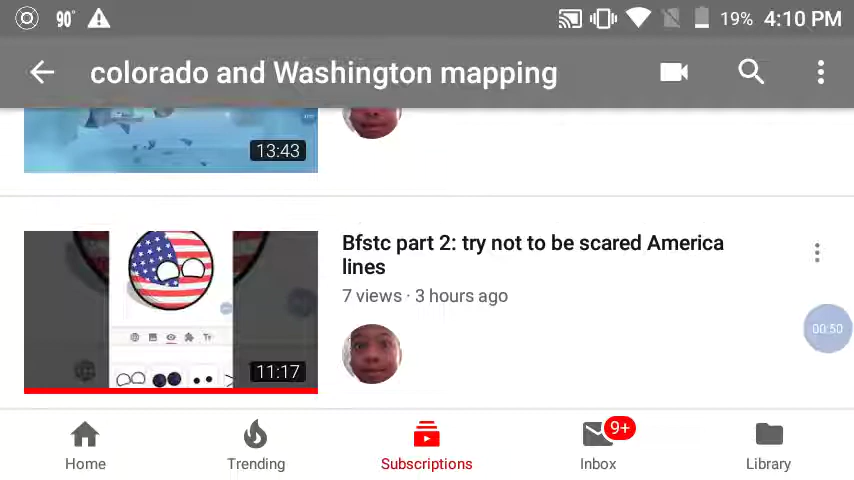 90°
19% 4:10 PM
colorado and Washington mapping
13:43
Bfstc part 2: try not to be scared America
lines
7 views · 3 hours ago
Tт
11:17
00:50
9+
Home
Trending
Subscriptions
Inbox
Library